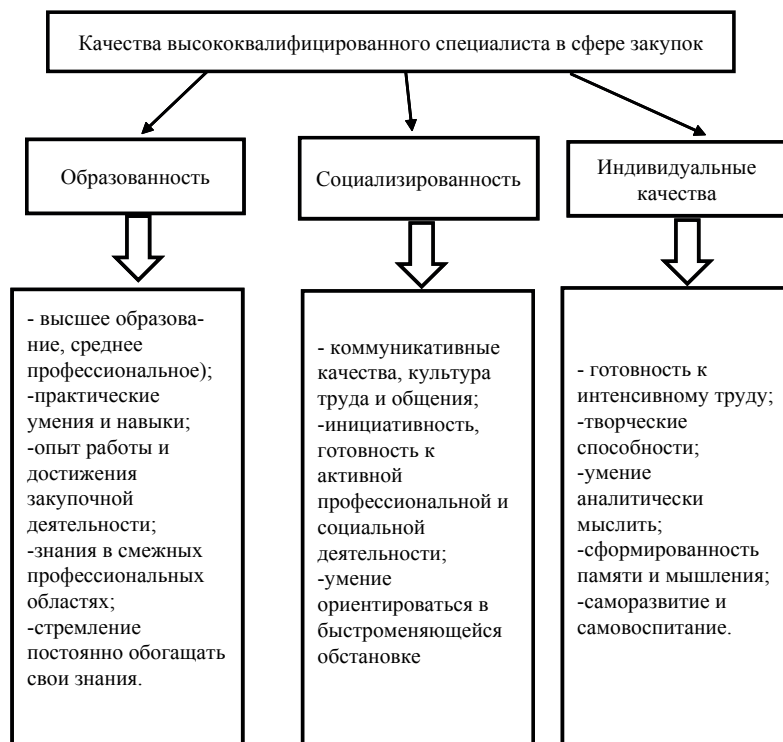 Качества высококвалифицированного специалиста в сфере закупок
Образованность
Социализированность
Индивидуальные
качества
- высшее образова-
ние, среднее
профессиональное);
-практические
умения и навыки;
-опыт работы и
достижения
закупочной
деятельности;
-знания в смежных
профессиональных
областях;
-стремление
постоянно обогащать
свои знания.
- коммуникативные
качества, культура
труда и общения;
-инициативность,
готовность к
активной
профессиональной и
социальной
деятельности;
-умение
ориентироваться в
быстроменяющейся
обстановке
- готовность к
интенсивному труду;
-творческие
способности;
-умение
аналитически
мыслить;
-сформированность
памяти и мышления;
-саморазвитие и
самовоспитание.